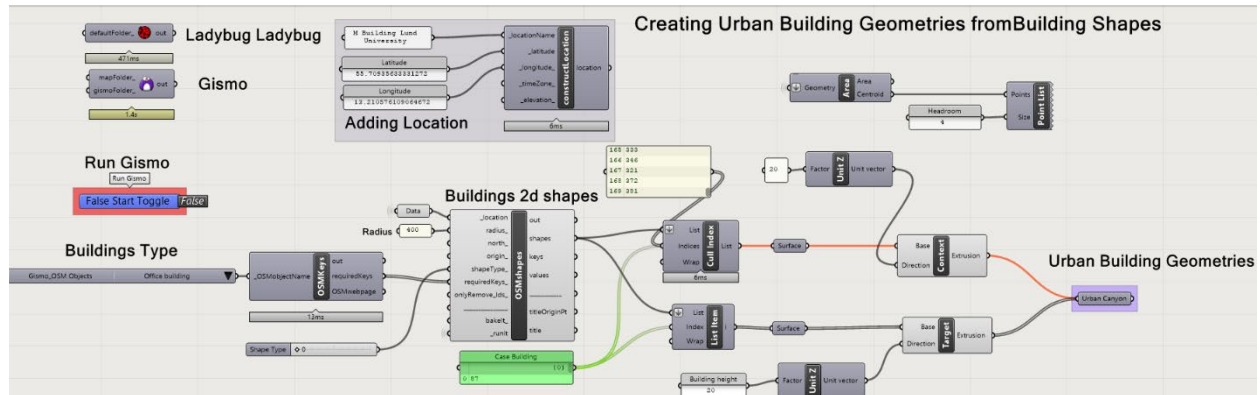 Creating Urban Building Geometries fromBuilding Shapes
defaultFolder_ out
Ladybug Ladybug
471ms
mapFolder_
gismoFolder_ out
Gismo
1.4s
M Building Lund
University
Latitude
55.70935633331272
Longitude
13.210576109064672
_locationName
_latitude
_longitude_
_timeZone_
_elevation_
constructLocation
location
6ms
Adding Location
Geometry
Area
Area
Centroid
Headroom
4
Points
Size
Point List
Run Gismo
Run Gismo
False Start Toggle False
165 333
166 346
167 321
168 372
169 381
20
Factor
Unit Z
Unit vector
Buildings 2d shapes
Data
Radius 400
_location
radius_
north_
origin_
shapeType_
requiredKeys_
onlyRemove_Ids_
bakeIt_
_runIt
OSMshapes
out
shapes
keys
values
titleOriginPt
title
List
Indices
Wrap
Cull Index
List
6ms
Surface
Base
Direction
Context
Extrusion
Buildings Type
Gismo_OSM Objects Office building
_OSMobjectName
OSMKeys
out
requiredKeys
OSMwebpage
13ms
Urban Building Geometries
Urban Canyon
List
Index
Wrap
List Item
i
Surface
Base
Direction
Target
Extrusion
Shape Type 0
Case Building
{0}
0 87
Building height
20
Factor
Unit Z
Unit vector